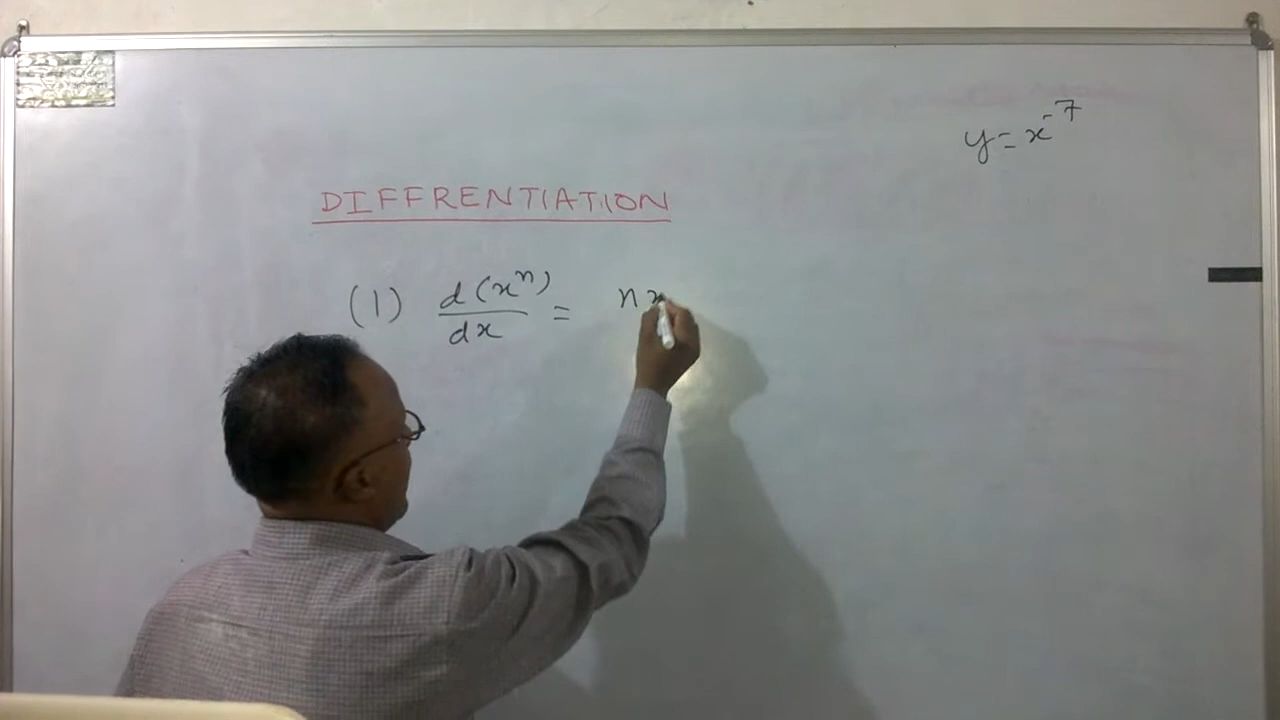 y = x⁻⁷
DIFFRENTIATION
(1) d(xⁿ)/dx = nx